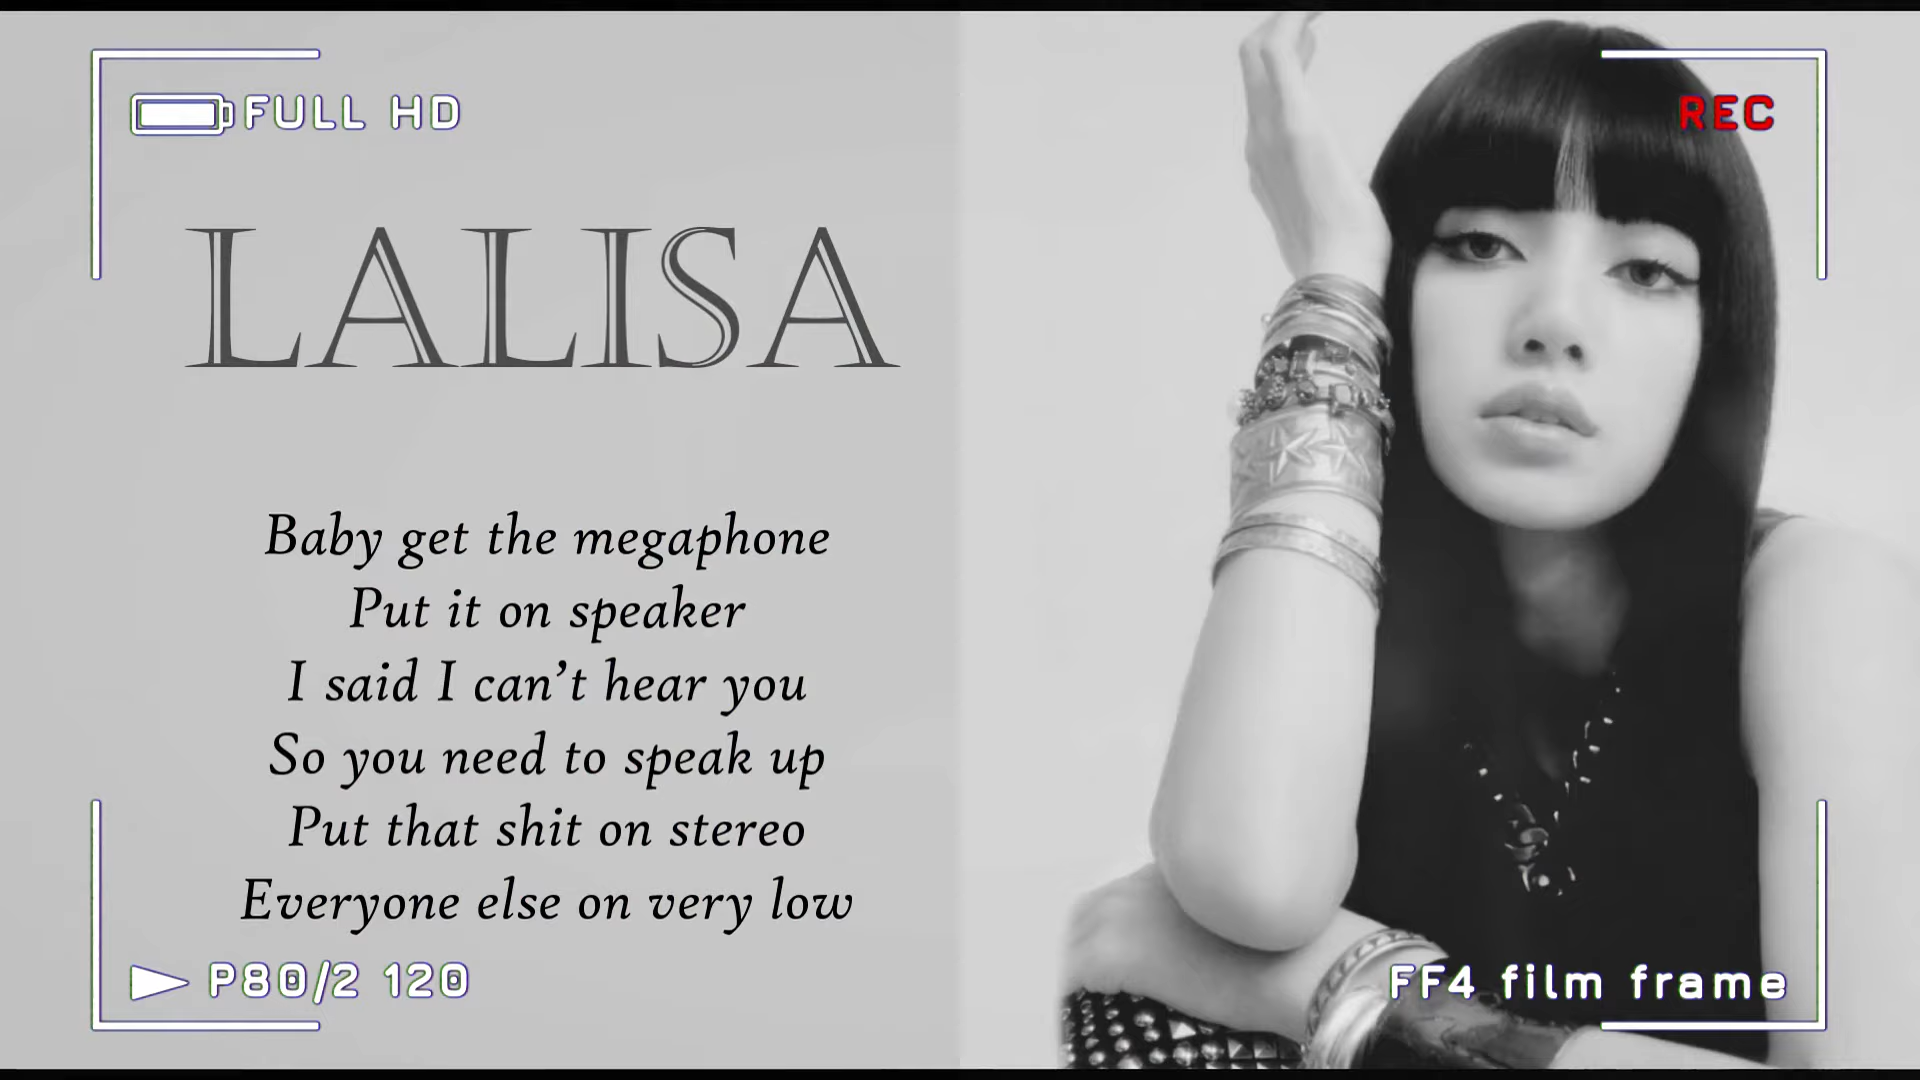 FULL HD
REC
LALISA
Baby get the megaphone
Put it on speaker
I said I can’t hear you
So you need to speak up
Put that shit on stereo
Everyone else on very low
P80/2 120
FF4 film frame